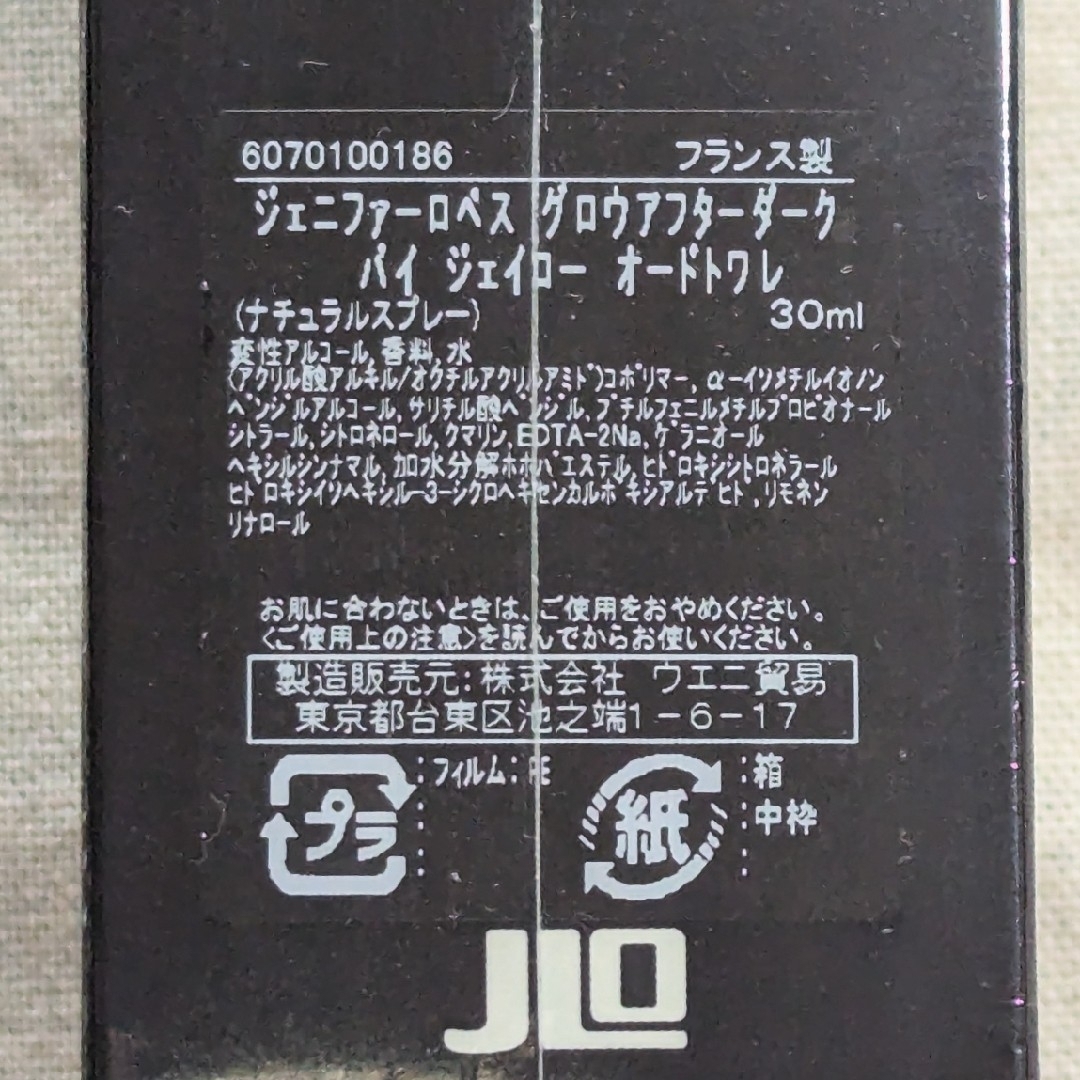 6070100186 フランス製
ジェニファーロペス グロウアフターダーク
バイ ジェイロー オードトワレ
(ナチュラルスプレー) 30ml
変性アルコール, 香料, 水
(アクリル酸アルキル/オクチルアクリルアミド)コポリマー, α-イソメチルイオノン
ベンジルアルコール, サリチル酸ベンジル, ブチルフェニルメチルプロピオナール
シトラール, シトロネロール, クマリン, EDTA-2Na, ゲラニオール
ヘキシルシンナマル, 加水分解ホホバエステル, ヒドロキシシトロネラール
ヒドロキシイソヘキシル-3-シクロヘキセンカルボキシアルデヒド, リモネン
リナロール
お肌に合わないときは、ご使用をおやめください。
<ご使用上の注意>を読んでからお使いください。
製造販売元: 株式会社 ウエニ貿易
東京都台東区池之端1-6-17
プラ : フィルム: PE
紙 : 箱
中枠
JLO